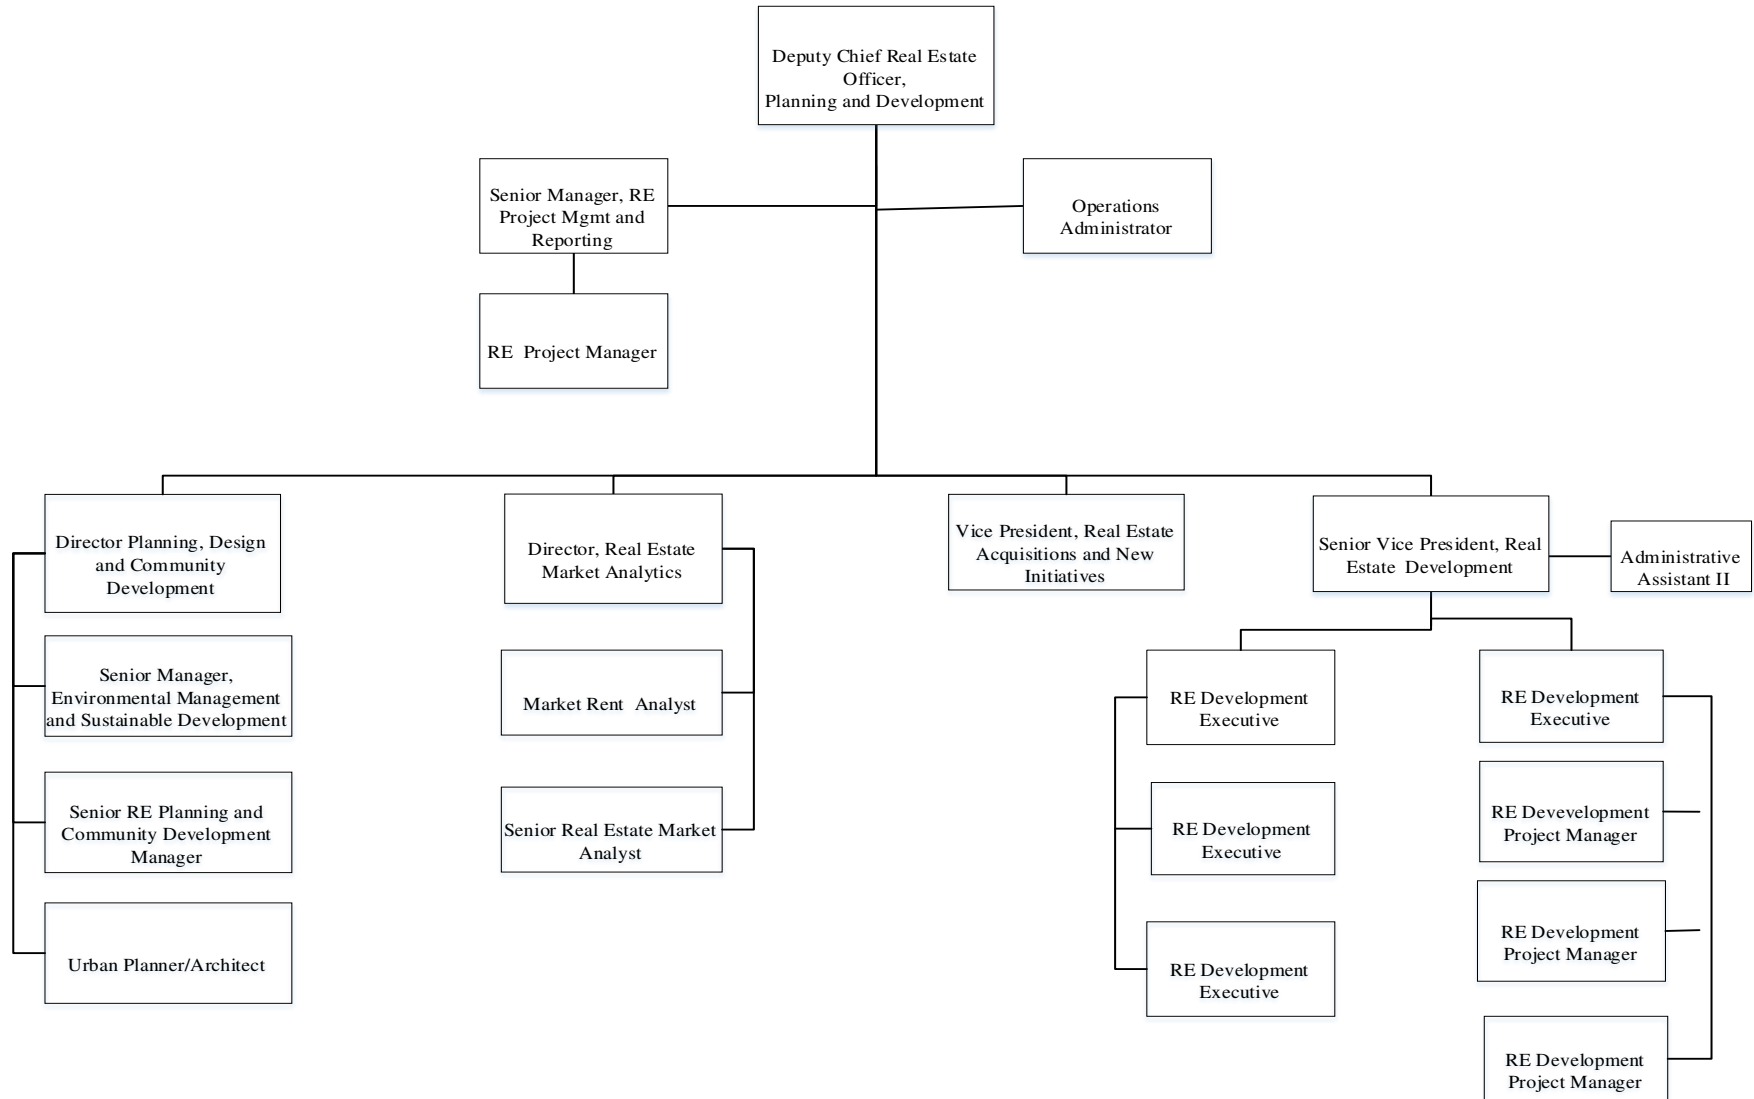 Deputy Chief Real Estate
Officer,
Planning and Development
Senior Manager, RE
Project Mgmt and
Reporting
Operations
Administrator
RE Project Manager
Director Planning, Design
and Community
Development
Director, Real Estate
Market Analytics
Vice President, Real Estate
Acquisitions and New
Initiatives
Senior Vice President, Real
Estate Development
Administrative
Assistant II
Senior Manager,
Environmental Management
and Sustainable Development
Market Rent Analyst
RE Development
Executive
RE Development
Executive
Senior RE Planning and
Community Development
Manager
Senior Real Estate Market
Analyst
RE Development
Executive
RE Devevelopment
Project Manager
Urban Planner/Architect
RE Development
Executive
RE Development
Project Manager
RE Development
Project Manager